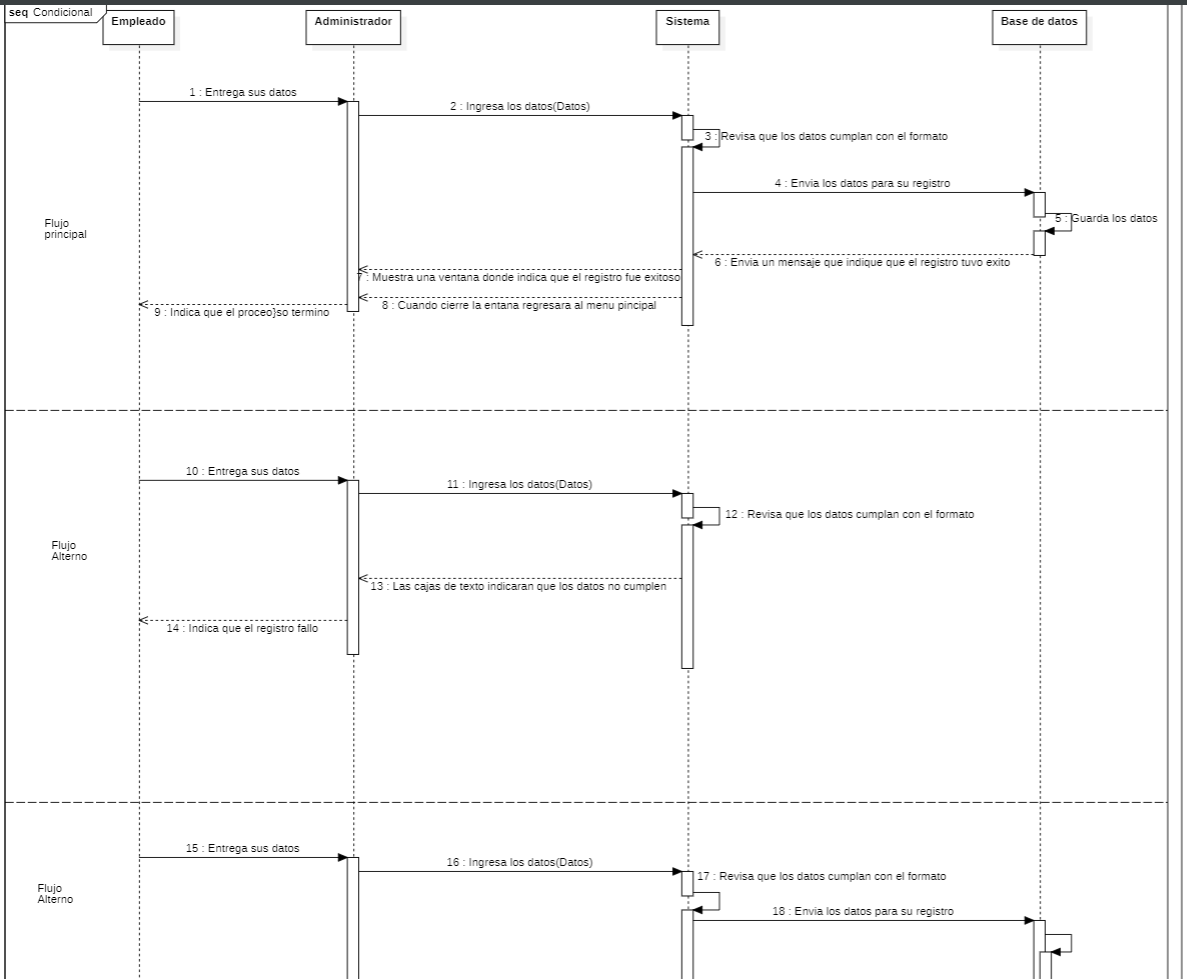 seq Condicional
Empleado
Administrador
Sistema
Base de datos
1 : Entrega sus datos
2 : Ingresa los datos(Datos)
3 : Revisa que los datos cumplan con el formato
4 : Envia los datos para su registro
5 : Guarda los datos
Flujo
principal
6 : Envia un mensaje que indique que el registro tuvo exito
7 : Muestra una ventana donde indica que el registro fue exitoso
8 : Cuando cierre la entana regresara al menu pincipal
9 : Indica que el proceo}so termino
10 : Entrega sus datos
11 : Ingresa los datos(Datos)
12 : Revisa que los datos cumplan con el formato
Flujo
Alterno
13 : Las cajas de texto indicaran que los datos no cumplen
14 : Indica que el registro fallo
15 : Entrega sus datos
16 : Ingresa los datos(Datos)
17 : Revisa que los datos cumplan con el formato
Flujo
Alterno
18 : Envia los datos para su registro